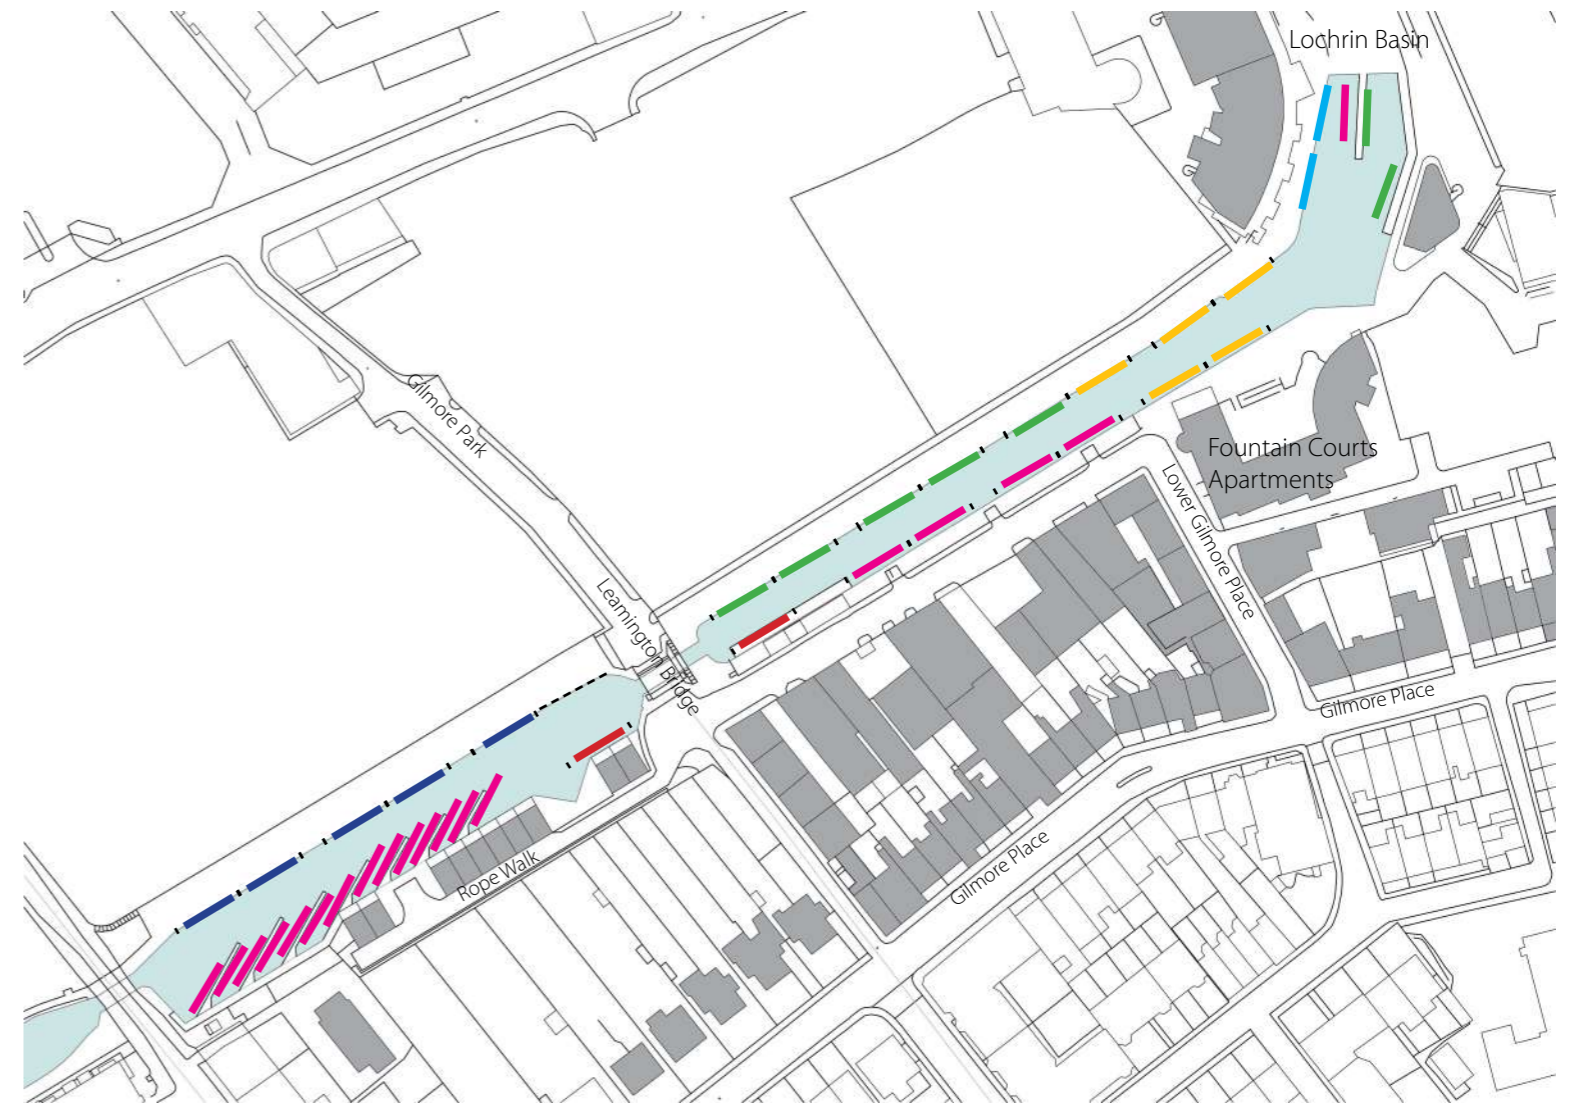 Lochrin Basin
Gilmore Park
Fountain Courts
Apartments
Lower Gilmore Place
Leamington Bridge
Gilmore Place
Gilmore Place
Rope Walk